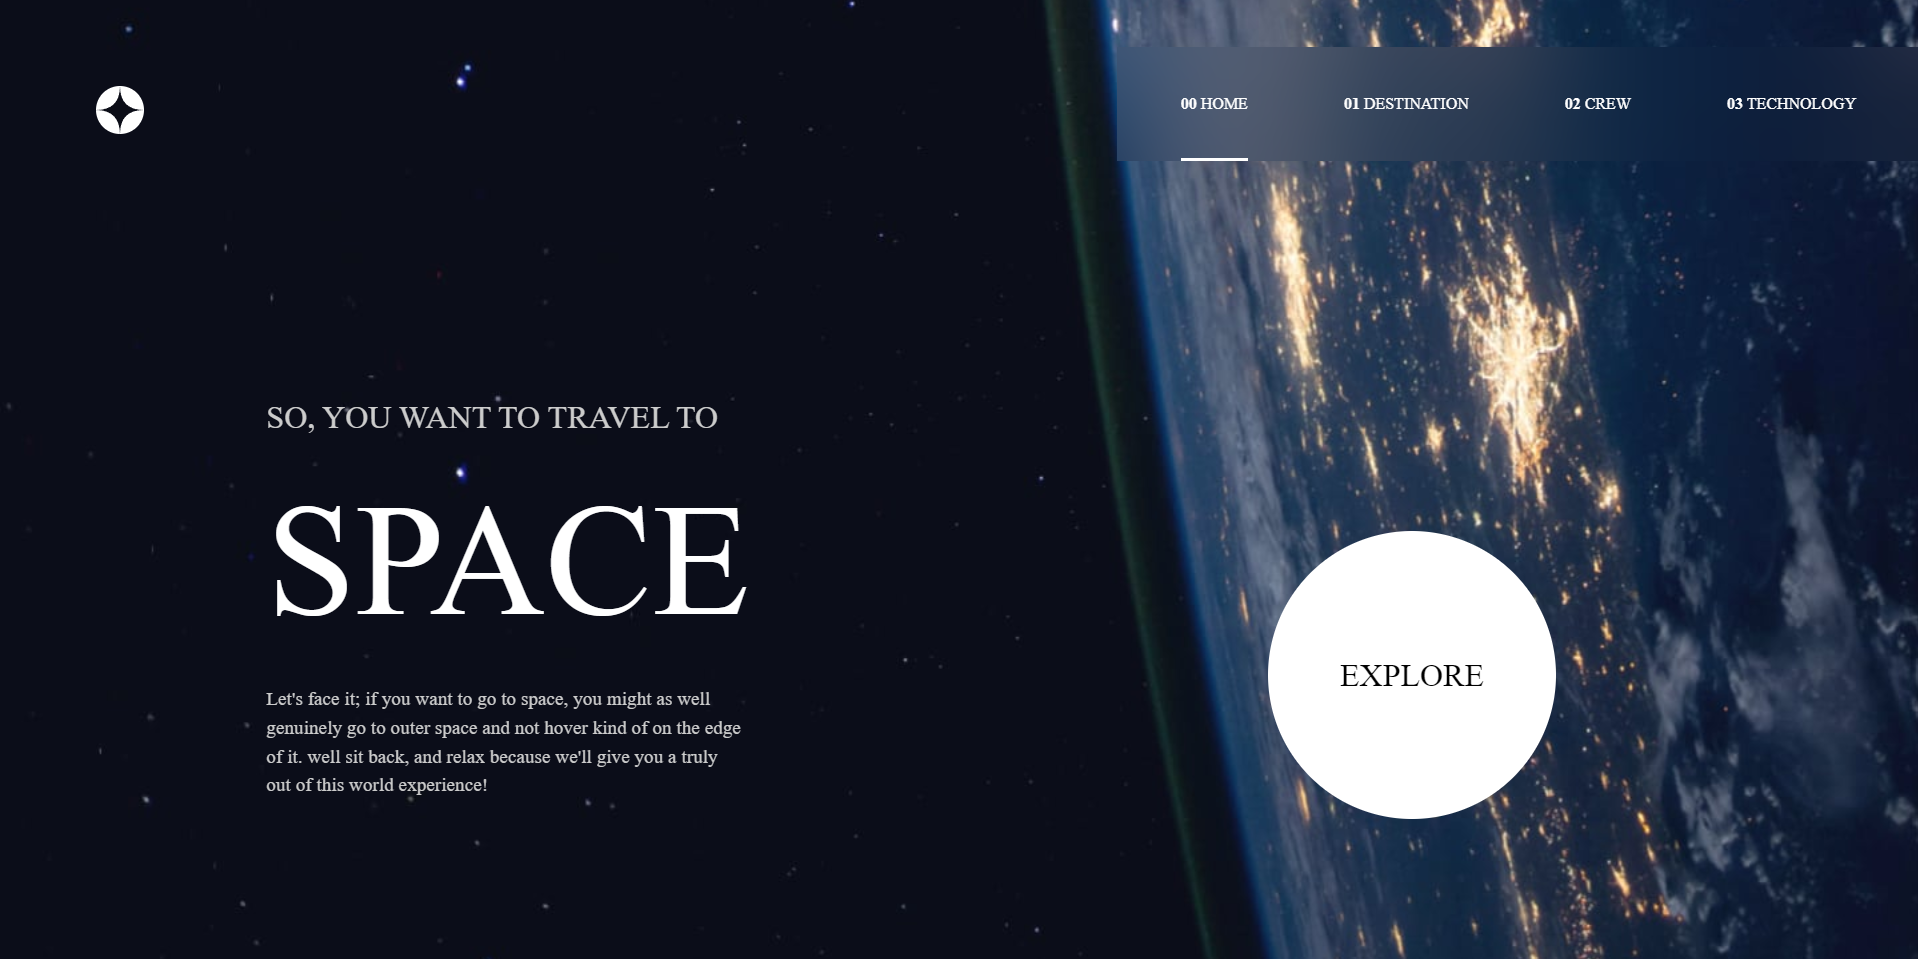 00 HOME 01 DESTINATION 02 CREW 03 TECHNOLOGY
SO, YOU WANT TO TRAVEL TO
SPACE
Let's face it; if you want to go to space, you might as well
genuinely go to outer space and not hover kind of on the edge
of it. well sit back, and relax because we'll give you a truly
out of this world experience!
EXPLORE